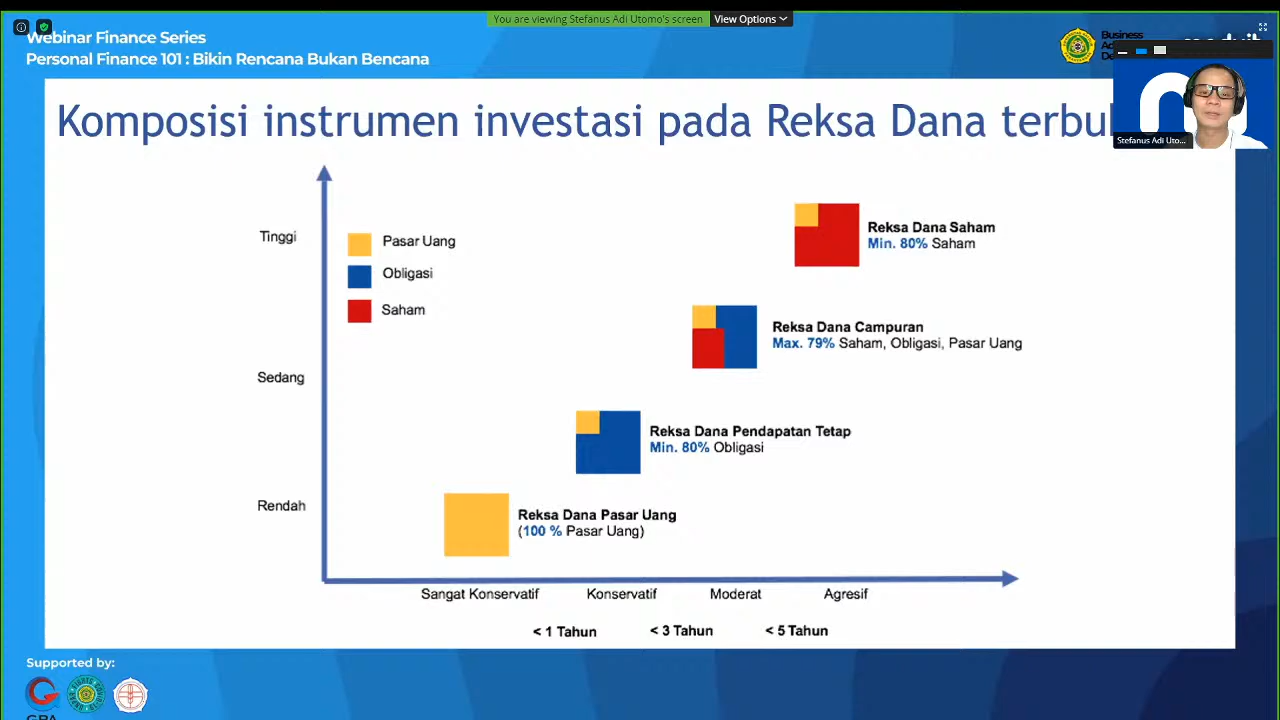 You are viewing Stefanus Adi Utomo's screen
View Options
Webinar Finance Series
Personal Finance 101 : Bikin Rencana Bukan Bencana
Business
Stefanus Adi Uto...
Komposisi instrumen investasi pada Reksa Dana terbu
Tinggi
Sedang
Rendah
Pasar Uang
Obligasi
Saham
Reksa Dana Saham
Min. 80% Saham
Reksa Dana Campuran
Max. 79% Saham, Obligasi, Pasar Uang
Reksa Dana Pendapatan Tetap
Min. 80% Obligasi
Reksa Dana Pasar Uang
(100 % Pasar Uang)
Sangat Konservatif
Konservatif
Moderat
Agresif
< 1 Tahun
< 3 Tahun
< 5 Tahun
Supported by: